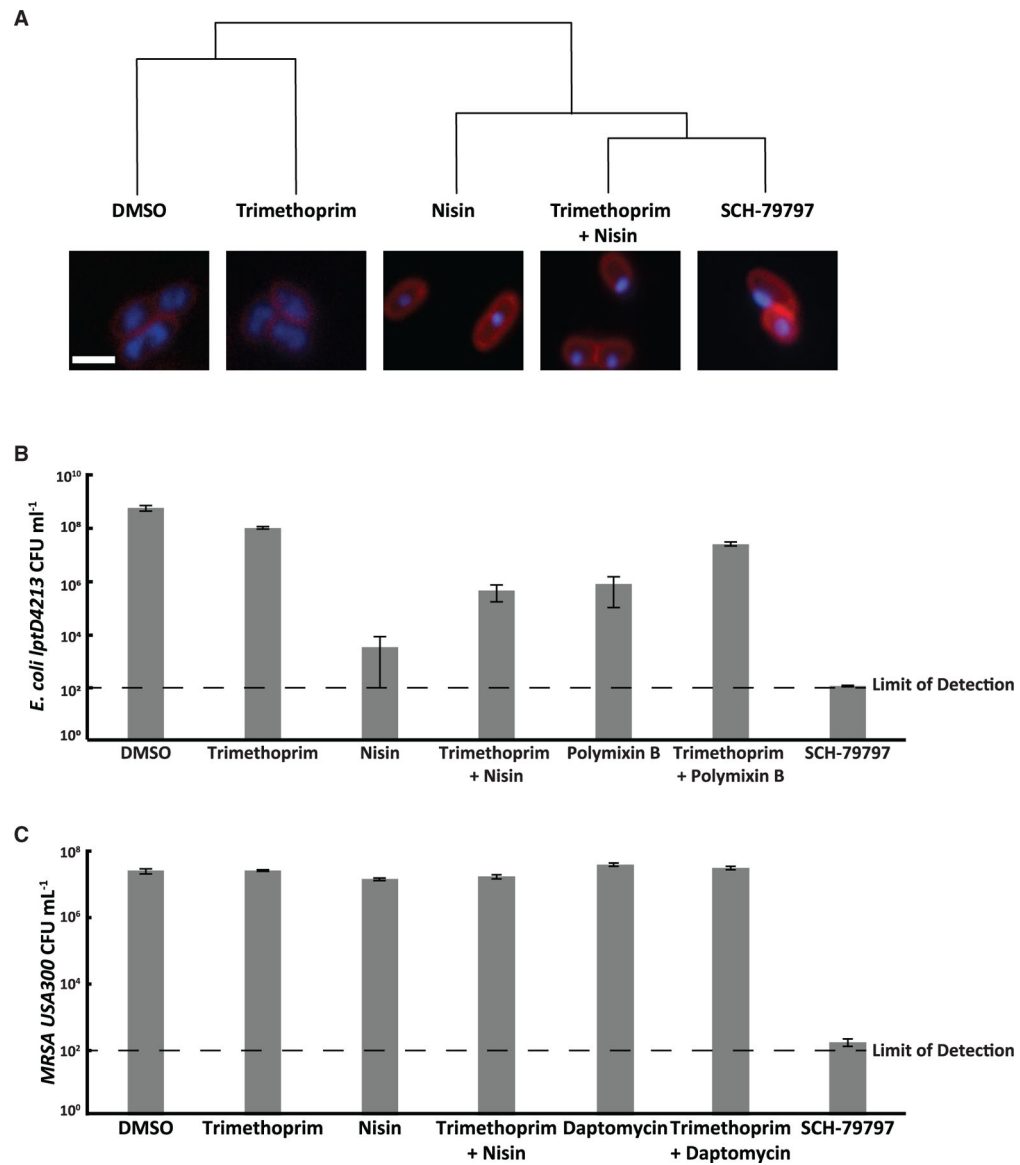 A
DMSO
Trimethoprim
Nisin
Trimethoprim
+ Nisin
SCH-79797
B
E. coli lptD4213 CFU ml⁻¹
10¹⁰
10⁸
10⁶
10⁴
10²
10⁰
Limit of Detection
DMSO
Trimethoprim
Nisin
Trimethoprim
+ Nisin
Polymixin B
Trimethoprim
+ Polymixin B
SCH-79797
C
MRSA USA300 CFU mL⁻¹
10⁸
10⁶
10⁴
10²
10⁰
Limit of Detection
DMSO
Trimethoprim
Nisin
Trimethoprim
+ Nisin
Daptomycin
Trimethoprim
+ Daptomycin
SCH-79797